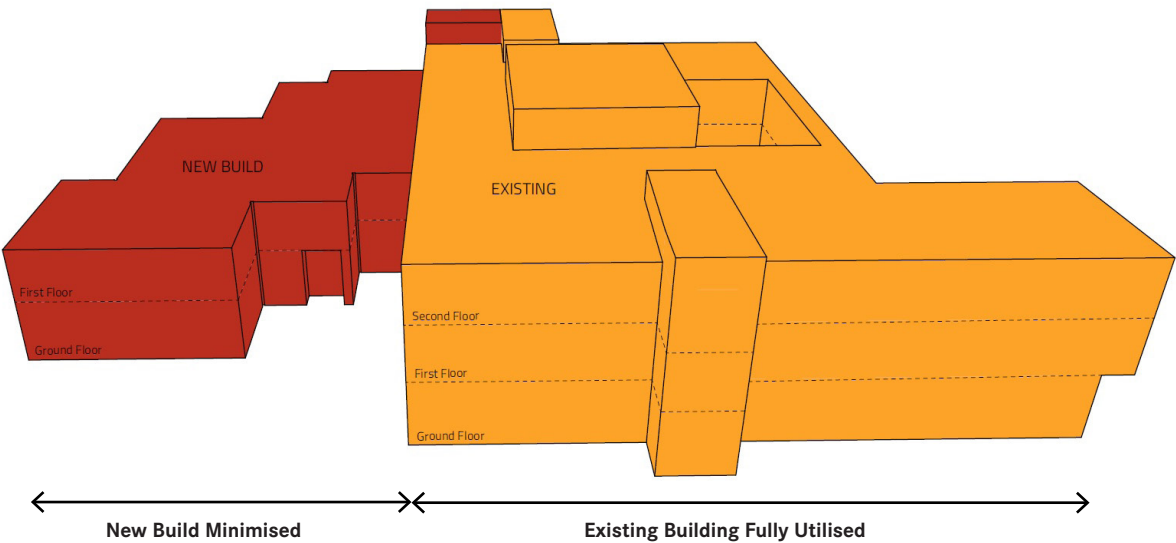 NEW BUILD
EXISTING
First Floor
Ground Floor
Second Floor
First Floor
Ground Floor
New Build Minimised
Existing Building Fully Utilised